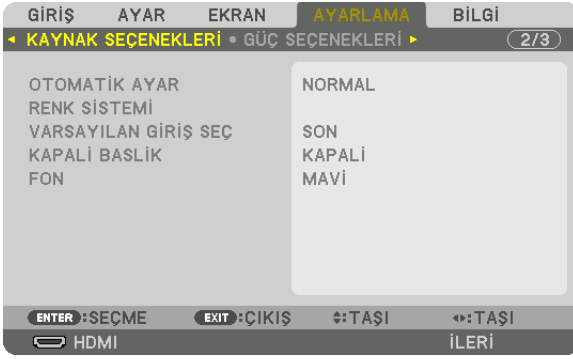 GİRİŞ AYAR EKRAN AYARLAMA BİLGİ
◂ KAYNAK SEÇENEKLERİ • GÜÇ SEÇENEKLERİ ▸ 2/3
OTOMATİK AYAR NORMAL
RENK SİSTEMİ
VARSAYILAN GİRİŞ SEÇ SON
KAPALİ BASLİK KAPALİ
FON MAVİ
ENTER :SEÇME EXIT :ÇIKIŞ :TAŞI :TAŞI
HDMI İLERİ